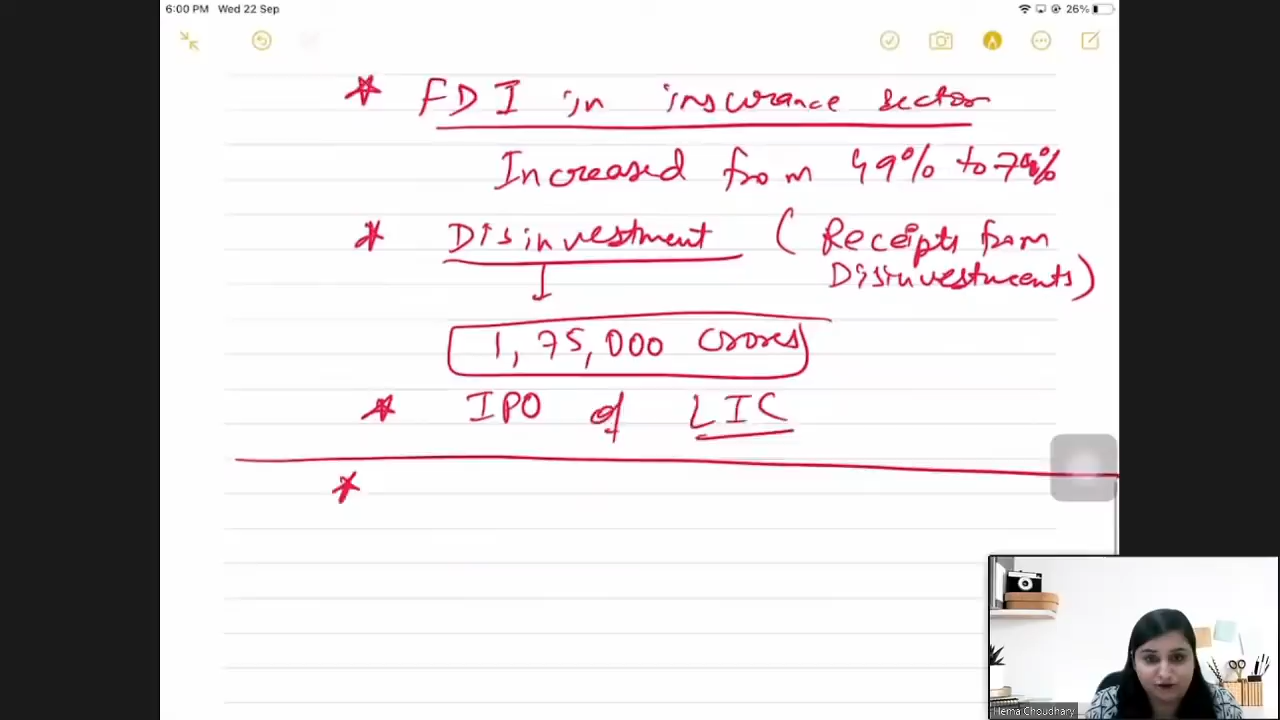 6:00 PM Wed 22 Sep
26%
FDI in insurance sector
Increased from 49% to 74%
Disinvestment (Receipts from
Disinvestments)
1,75,000 crores
IPO of LIC
Hema Choudhary